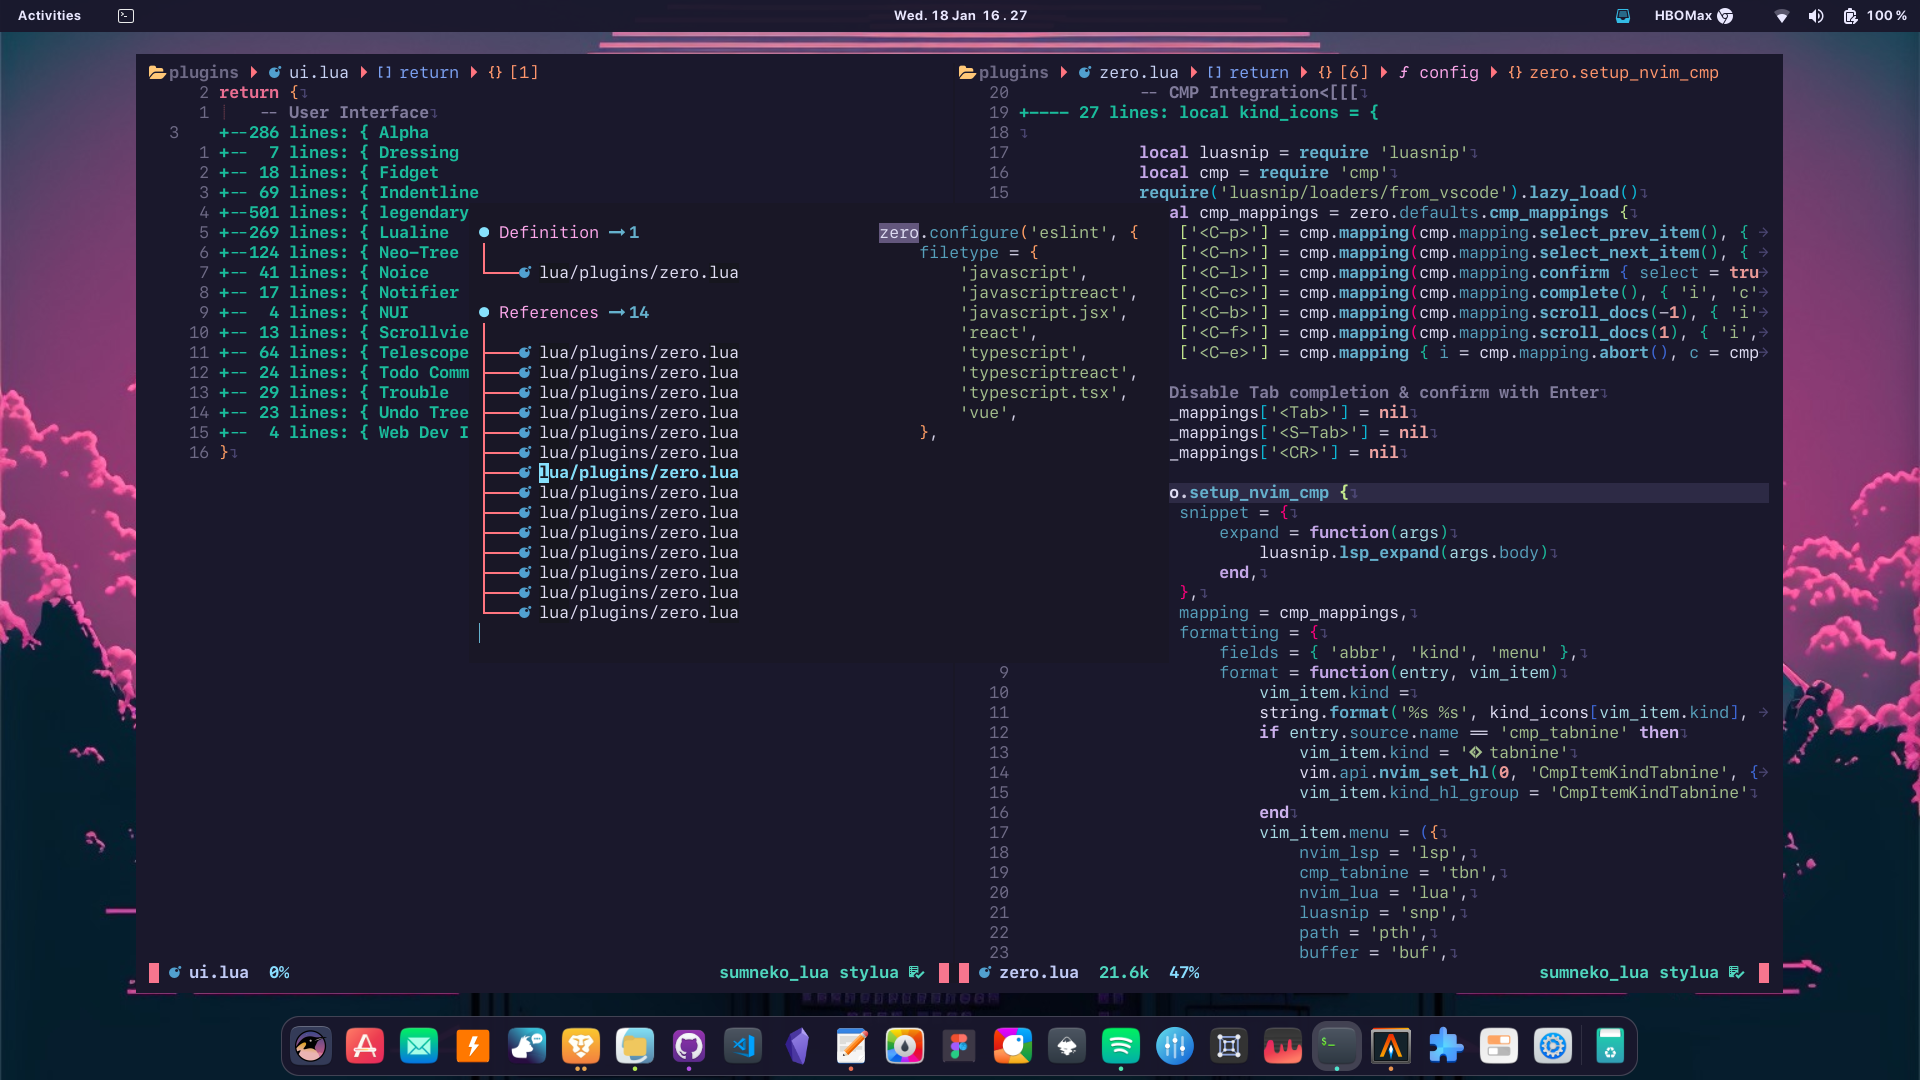 Activities
Wed. 18 Jan 16.27
HBOMax
100 %
plugins ui.lua [] return {} [1]
2 return {
1 -- User Interface
3 +--286 lines: { Alpha
1 +-- 7 lines: { Dressing
2 +-- 18 lines: { Fidget
3 +-- 69 lines: { Indentline
4 +--501 lines: { legendary
5 +--269 lines: { Lualine
6 +--124 lines: { Neo-Tree
7 +-- 41 lines: { Noice
8 +-- 17 lines: { Notifier
9 +-- 4 lines: { NUI
10 +-- 13 lines: { Scrollvie
11 +-- 64 lines: { Telescope
12 +-- 24 lines: { Todo Comm
13 +-- 29 lines: { Trouble
14 +-- 23 lines: { Undo Tree
15 +-- 4 lines: { Web Dev I
16 }
Definition → 1
lua/plugins/zero.lua
References → 14
lua/plugins/zero.lua
lua/plugins/zero.lua
lua/plugins/zero.lua
lua/plugins/zero.lua
lua/plugins/zero.lua
lua/plugins/zero.lua
lua/plugins/zero.lua
lua/plugins/zero.lua
lua/plugins/zero.lua
lua/plugins/zero.lua
lua/plugins/zero.lua
lua/plugins/zero.lua
lua/plugins/zero.lua
lua/plugins/zero.lua
zero.configure('eslint', {
filetype = {
'javascript',
'javascriptreact',
'javascript.jsx',
'react',
'typescript',
'typescriptreact',
'typescript.tsx',
'vue',
},
plugins zero.lua [] return {} [6] f config {} zero.setup_nvim_cmp
20 -- CMP Integration<[[[
19 +---- 27 lines: local kind_icons = {
18
17 local luasnip = require 'luasnip'
16 local cmp = require 'cmp'
15 require('luasnip/loaders/from_vscode').lazy_load()
al cmp_mappings = zero.defaults.cmp_mappings {
['<C-p>'] = cmp.mapping(cmp.mapping.select_prev_item(), {
['<C-n>'] = cmp.mapping(cmp.mapping.select_next_item(), {
['<C-l>'] = cmp.mapping(cmp.mapping.confirm { select = tru
['<C-c>'] = cmp.mapping(cmp.mapping.complete(), { 'i', 'c'
['<C-b>'] = cmp.mapping(cmp.mapping.scroll_docs(-1), { 'i'
['<C-f>'] = cmp.mapping(cmp.mapping.scroll_docs(1), { 'i',
['<C-e>'] = cmp.mapping { i = cmp.mapping.abort(), c = cmp
Disable Tab completion & confirm with Enter
_mappings['<Tab>'] = nil
_mappings['<S-Tab>'] = nil
_mappings['<CR>'] = nil
o.setup_nvim_cmp {
snippet = {
expand = function(args)
luasnip.lsp_expand(args.body)
end,
},
mapping = cmp_mappings,
formatting = {
fields = { 'abbr', 'kind', 'menu' },
9 format = function(entry, vim_item)
10 vim_item.kind =
11 string.format('%s %s', kind_icons[vim_item.kind],
12 if entry.source.name == 'cmp_tabnine' then
13 vim_item.kind = ' tabnine'
14 vim.api.nvim_set_hl(0, 'CmpItemKindTabnine', {
15 vim_item.kind_hl_group = 'CmpItemKindTabnine'
16 end
17 vim_item.menu = ({
18 nvim_lsp = 'lsp',
19 cmp_tabnine = 'tbn',
20 nvim_lua = 'lua',
21 luasnip = 'snp',
22 path = 'pth',
23 buffer = 'buf',
ui.lua 0% sumneko_lua stylua
zero.lua 21.6k 47% sumneko_lua stylua